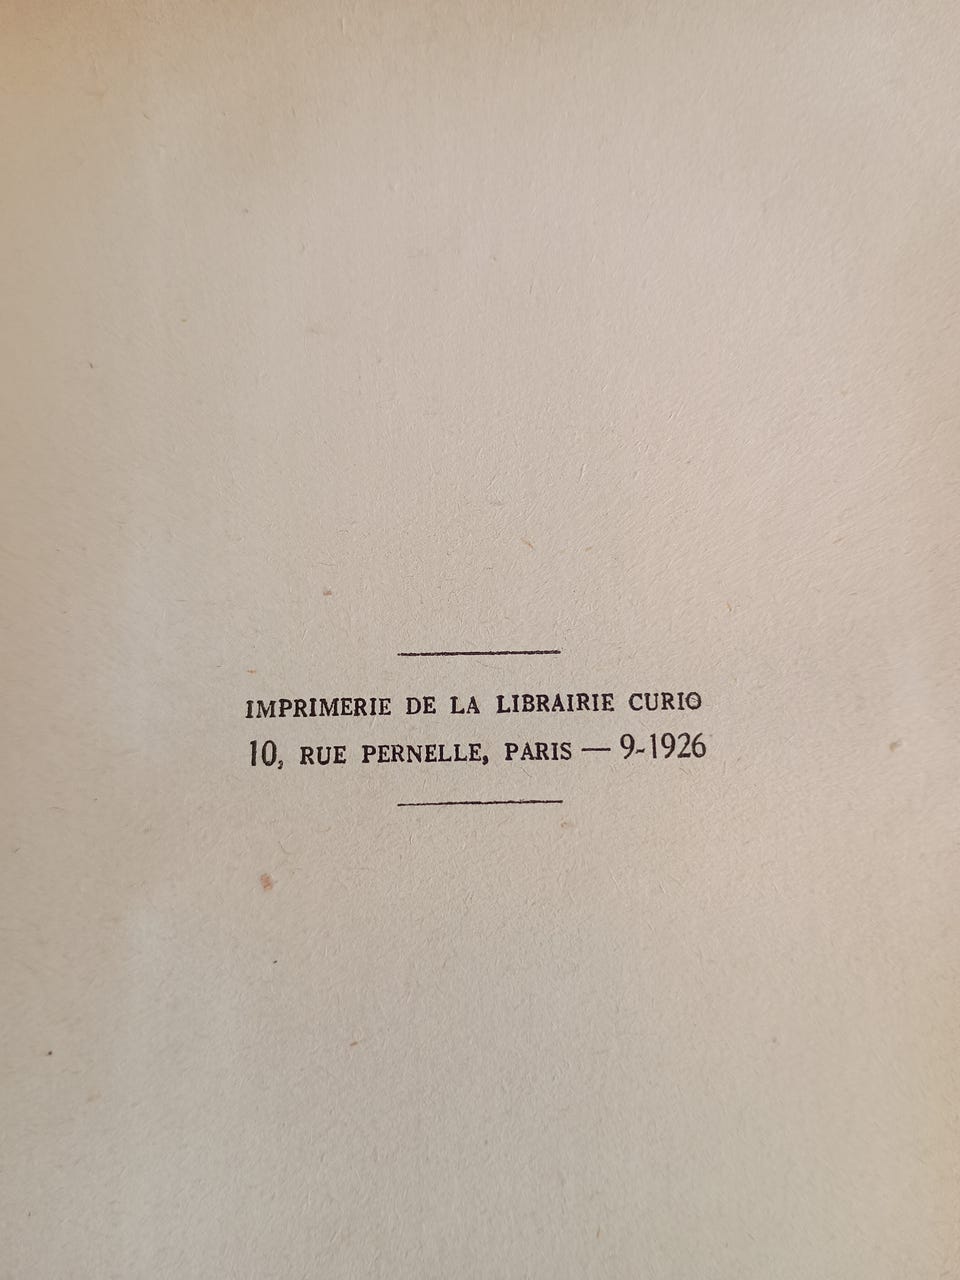 IMPRIMERIE DE LA LIBRAIRIE CURIO
10, RUE PERNELLE, PARIS — 9-1926